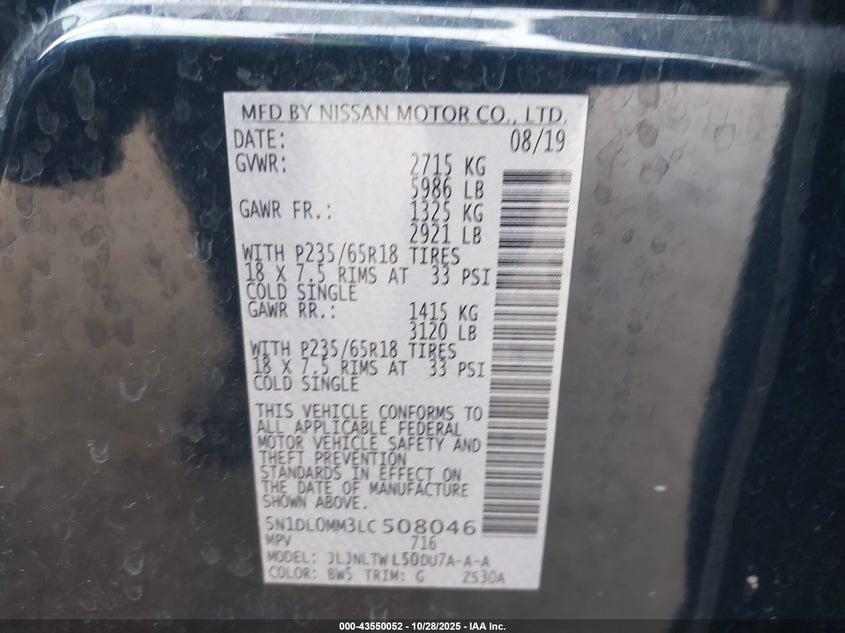 MFD BY NISSAN MOTOR CO., LTD.
DATE: 08/19
GVWR: 2715 KG
5986 LB
GAWR FR.: 1325 KG
2921 LB
WITH P235/65R18 TIRES
18 X 7.5 RIMS AT 33 PSI
COLD SINGLE
GAWR RR.: 1415 KG
3120 LB
WITH P235/65R18 TIRES
18 X 7.5 RIMS AT 33 PSI
COLD SINGLE
THIS VEHICLE CONFORMS TO
ALL APPLICABLE FEDERAL
MOTOR VEHICLE SAFETY AND
THEFT PREVENTION
STANDARDS IN EFFECT ON
THE DATE OF MANUFACTURE
SHOWN ABOVE.
5N1DL0MM3LC508046
MPV 716
MODEL: JLJNLTWL50DU7A-A-A
COLOR: BW5 TRIM: G ZS30A
000-43550052 - 10/28/2025 - IAA Inc.